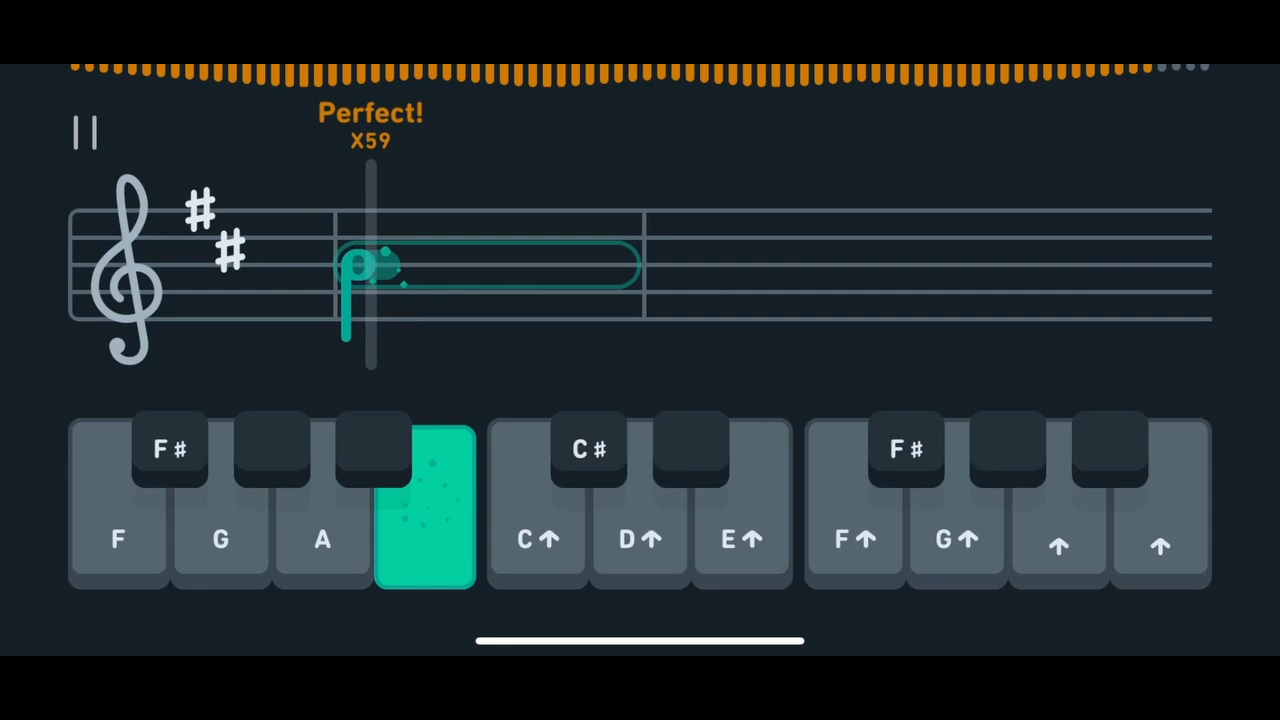 Perfect!
X59
F# C# F#
F G A C↑ D↑ E↑ F↑ G↑ ↑ ↑